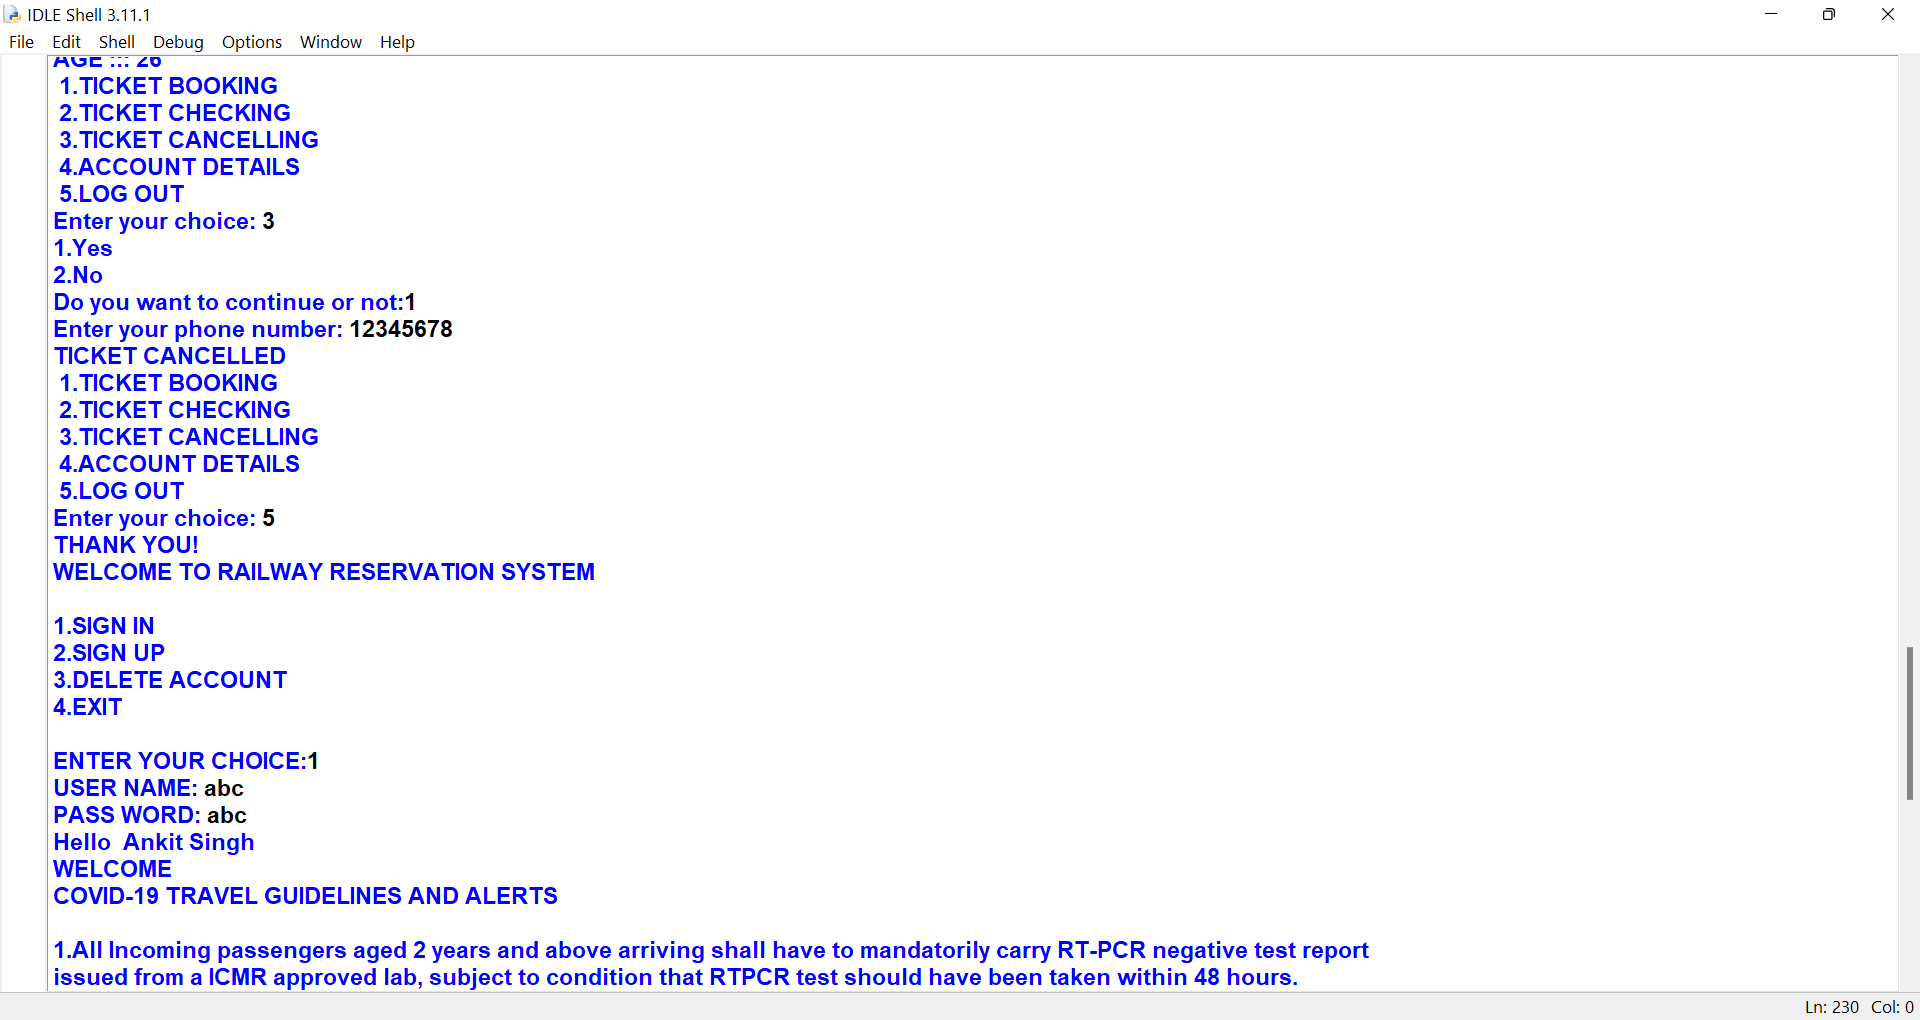 IDLE Shell 3.11.1
File Edit Shell Debug Options Window Help
AGE !!! 26
1.TICKET BOOKING
2.TICKET CHECKING
3.TICKET CANCELLING
4.ACCOUNT DETAILS
5.LOG OUT
Enter your choice: 3
1.Yes
2.No
Do you want to continue or not:1
Enter your phone number: 12345678
TICKET CANCELLED
1.TICKET BOOKING
2.TICKET CHECKING
3.TICKET CANCELLING
4.ACCOUNT DETAILS
5.LOG OUT
Enter your choice: 5
THANK YOU!
WELCOME TO RAILWAY RESERVATION SYSTEM
1.SIGN IN
2.SIGN UP
3.DELETE ACCOUNT
4.EXIT
ENTER YOUR CHOICE:1
USER NAME: abc
PASS WORD: abc
Hello  Ankit Singh
WELCOME
COVID-19 TRAVEL GUIDELINES AND ALERTS
1.All Incoming passengers aged 2 years and above arriving shall have to mandatorily carry RT-PCR negative test report
issued from a ICMR approved lab, subject to condition that RTPCR test should have been taken within 48 hours.
Ln: 230 Col: 0